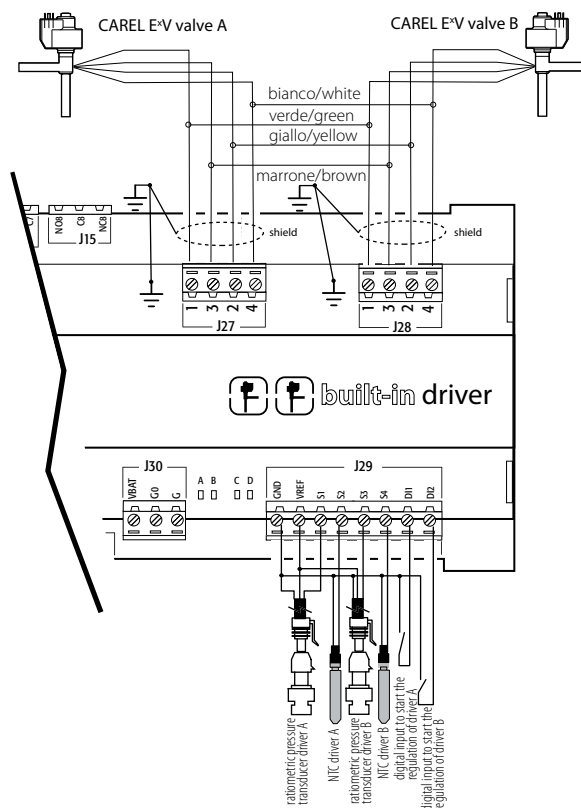 CAREL EˣV valve A
CAREL EˣV valve B
bianco/white
verde/green
giallo/yellow
marrone/brown
C7
NO8
C8
NC8
J15
shield
shield
1
3
2
4
J27
1
3
2
4
J28
built-in driver
J30
VBAT
G0
G
A
B
C
D
J29
GND
VREF
S1
S2
S3
S4
DI1
DI2
ratiometric pressure
transducer driver A
NTC driver A
ratiometric pressure
transducer driver B
NTC driver B
digital input to start the
regulation of driver A
digital input to start the
regulation of driver B